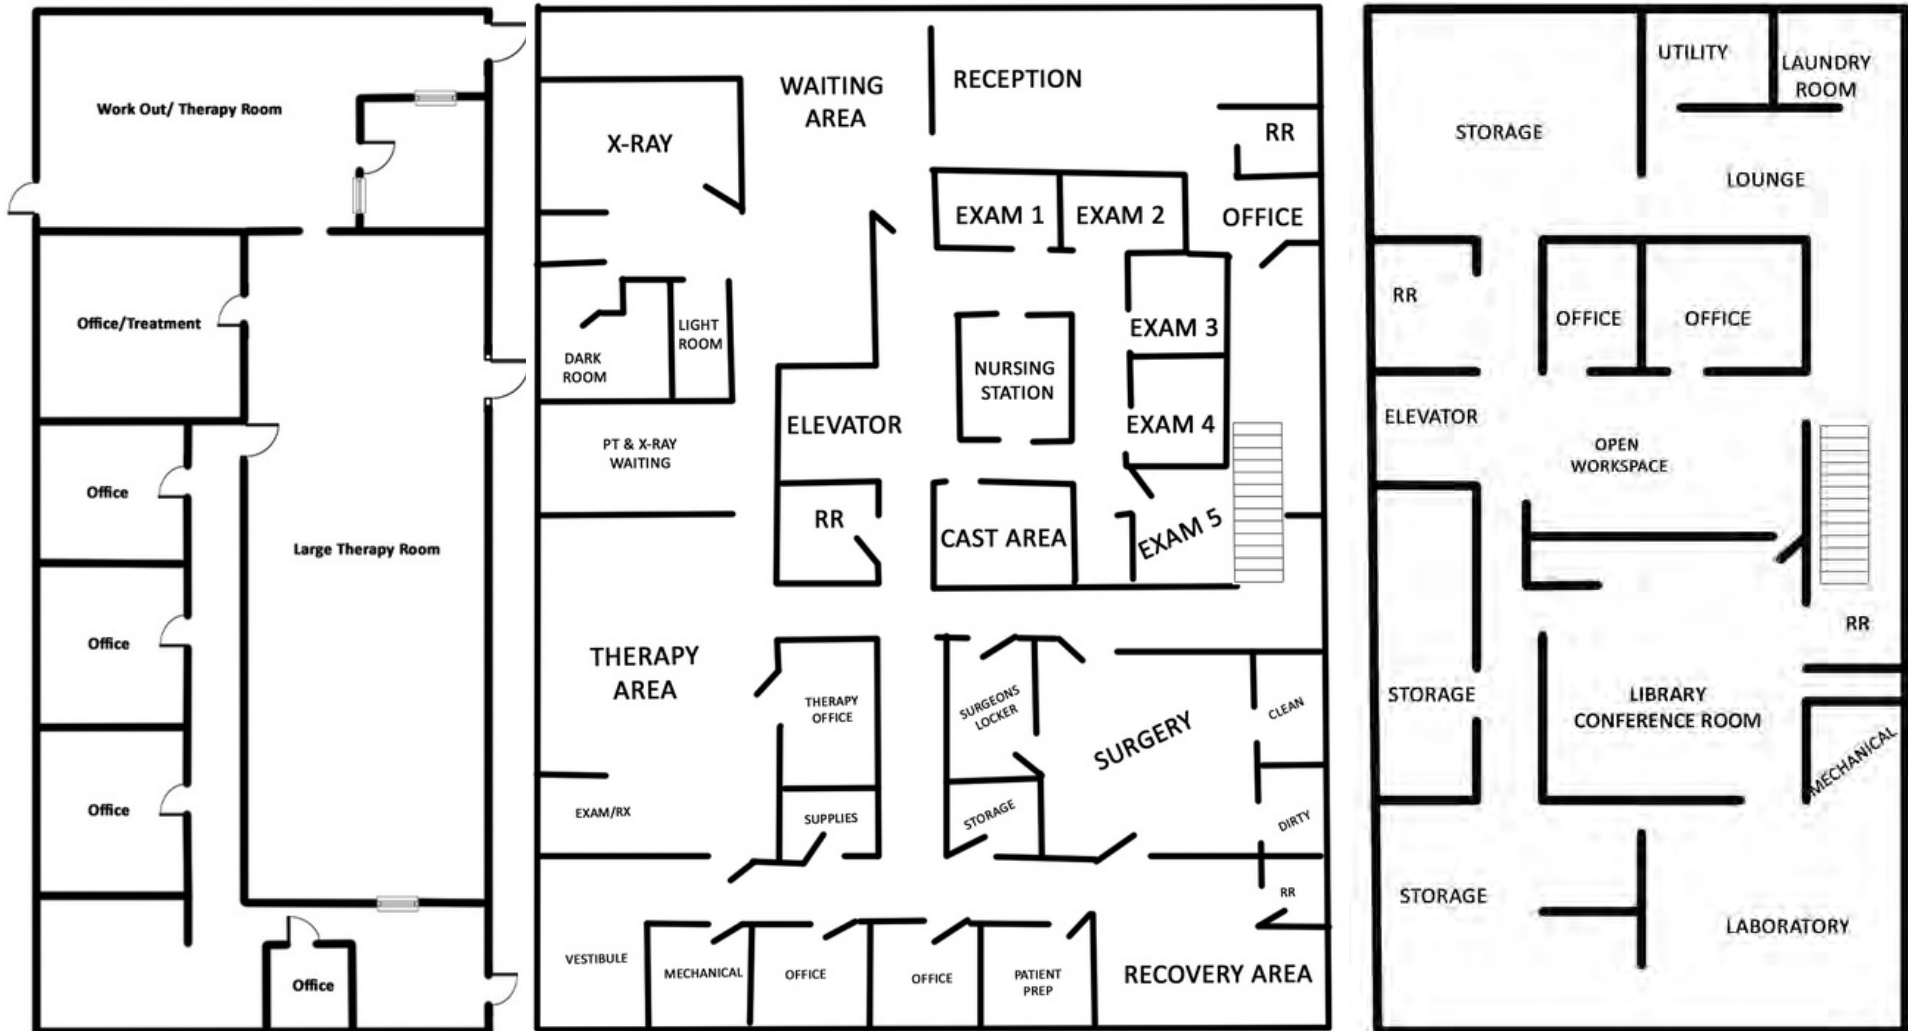 Work Out/ Therapy Room
Office/Treatment
Office
Office
Large Therapy Room
Office
Office
WAITING
AREA
RECEPTION
X-RAY
RR
EXAM 1
EXAM 2
OFFICE
DARK
ROOM
LIGHT
ROOM
EXAM 3
NURSING
STATION
ELEVATOR
EXAM 4
PT & X-RAY
WAITING
RR
CAST AREA
EXAM 5
THERAPY
AREA
THERAPY
OFFICE
SURGEONS
LOCKER
SURGERY
CLEAN
EXAM/RX
SUPPLIES
STORAGE
DIRTY
RR
VESTIBULE
MECHANICAL
OFFICE
OFFICE
PATIENT
PREP
RECOVERY AREA
UTILITY
LAUNDRY
ROOM
STORAGE
LOUNGE
RR
OFFICE
OFFICE
ELEVATOR
OPEN
WORKSPACE
RR
STORAGE
LIBRARY
CONFERENCE ROOM
MECHANICAL
STORAGE
LABORATORY